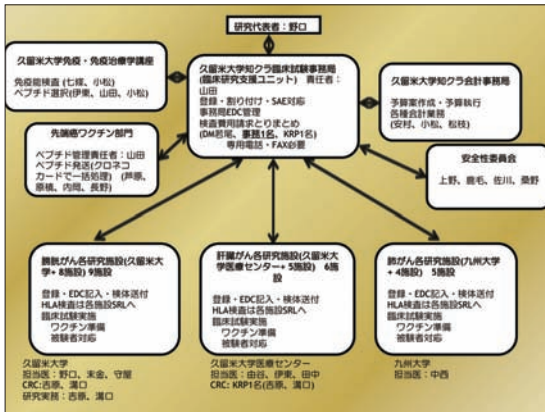 研究代表者：野口
久留米大学免疫・免疫治療学講座
免疫能検査 (七條、小松)
ペプチド選択(伊東、山田、小松)
久留米大学知クラ臨床試験事務局
(臨床研究支援ユニット) 責任者：
山田
登録・割り付け・SAE対応
事務局EDC管理
検査費用請求とりまとめ
(DM若尾、事務1名、KRP1名)
専用電話・FAX必要
久留米大学知クラ会計事務局
予算案作成・予算執行
各種会計業務
(安村、小松、松枝)
先端癌ワクチン部門
ペプチド管理責任者：山田
ペプチド発送(クロネコ
カードで一括処理) (芦原、
原槙、内岡、長野)
安全性委員会
上野、鹿毛、佐川、桑野
膀胱がん各研究施設(久留米大
学+ 8施設) 9施設
登録・EDC記入・検体送付
HLA検査は各施設SRLへ
臨床試験実施
ワクチン準備
被験者対応
肝臓がん各研究施設(久留米大
学医療センター+ 5施設) 6施
設
登録・EDC記入・検体送付
HLA検査は各施設SRLへ
臨床試験実施
ワクチン準備
被験者対応
肺がん各研究施設(九州大学
+ 4施設) 5施設
登録・EDC記入・検体送付
HLA検査は各施設SRLへ
臨床試験実施
ワクチン準備
被験者対応
久留米大学
担当医：野口、末金、守屋
CRC:吉原、溝口
研究実務：吉原、溝口
久留米大学医療センター
担当医：由谷、伊東、田中
CRC: KRP1名(吉原、溝口)
九州大学
担当医：中西